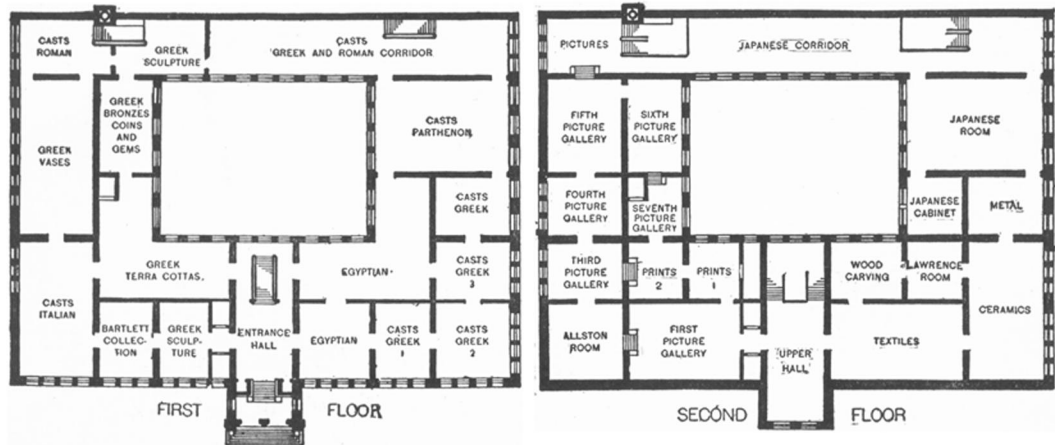 CASTS
ROMAN
GREEK
SCULPTURE
CASTS
GREEK AND ROMAN CORRIDOR
GREEK
BRONZES
COINS
AND
GEMS
GREEK
VASES
CASTS
PARTHENON
CASTS
GREEK
GREEK
TERRA COTTAS.
EGYPTIAN.
CASTS
GREEK
3
CASTS
ITALIAN
BARTLETT
COLLEC-
TION
GREEK
SCULP-
TURE
ENTRANCE
HALL
EGYPTIAN
CASTS
GREEK
1
CASTS
GREEK
2
FIRST FLOOR
PICTURES
JAPANESE CORRIDOR
FIFTH
PICTURE
GALLERY
SIXTH
PICTURE
GALLERY
JAPANESE
ROOM
FOURTH
PICTURE
GALLERY
SEVENTH
PICTURE
GALLERY
JAPANESE
CABINET
METAL
THIRD
PICTURE
GALLERY
PRINTS
2
PRINTS
1
WOOD
CARVING
LAWRENCE
ROOM
CERAMICS
ALLSTON
ROOM
FIRST
PICTURE
GALLERY
UPPER
HALL
TEXTILES
SECOND FLOOR